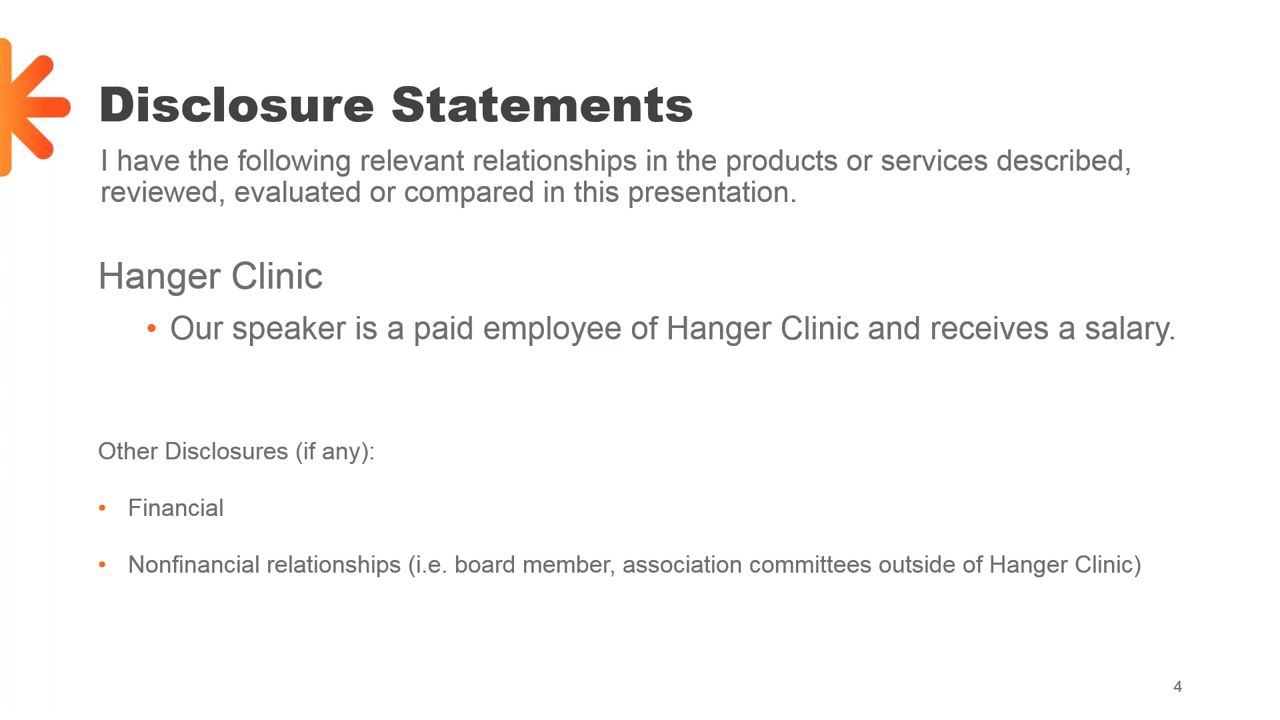 Disclosure Statements
I have the following relevant relationships in the products or services described,
reviewed, evaluated or compared in this presentation.
Hanger Clinic
• Our speaker is a paid employee of Hanger Clinic and receives a salary.
Other Disclosures (if any):
• Financial
• Nonfinancial relationships (i.e. board member, association committees outside of Hanger Clinic)
4